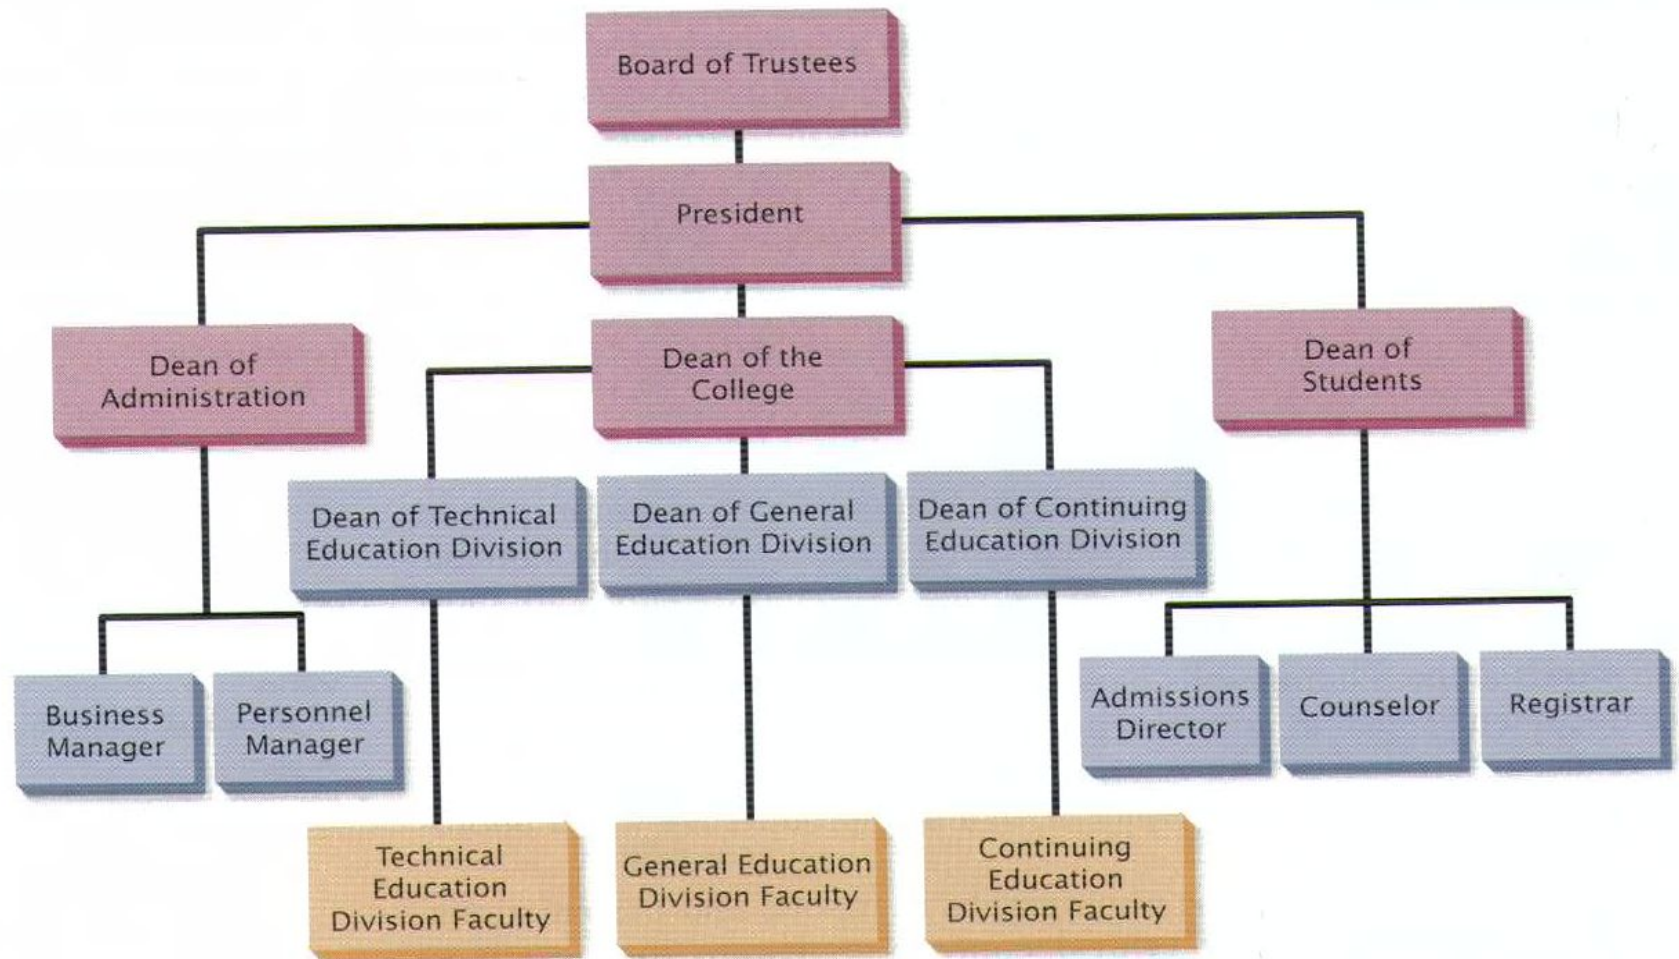 Board of Trustees
President
Dean of
Administration
Dean of the
College
Dean of
Students
Dean of Technical
Education Division
Dean of General
Education Division
Dean of Continuing
Education Division
Business
Manager
Personnel
Manager
Admissions
Director
Counselor
Registrar
Technical
Education
Division Faculty
General Education
Division Faculty
Continuing
Education
Division Faculty